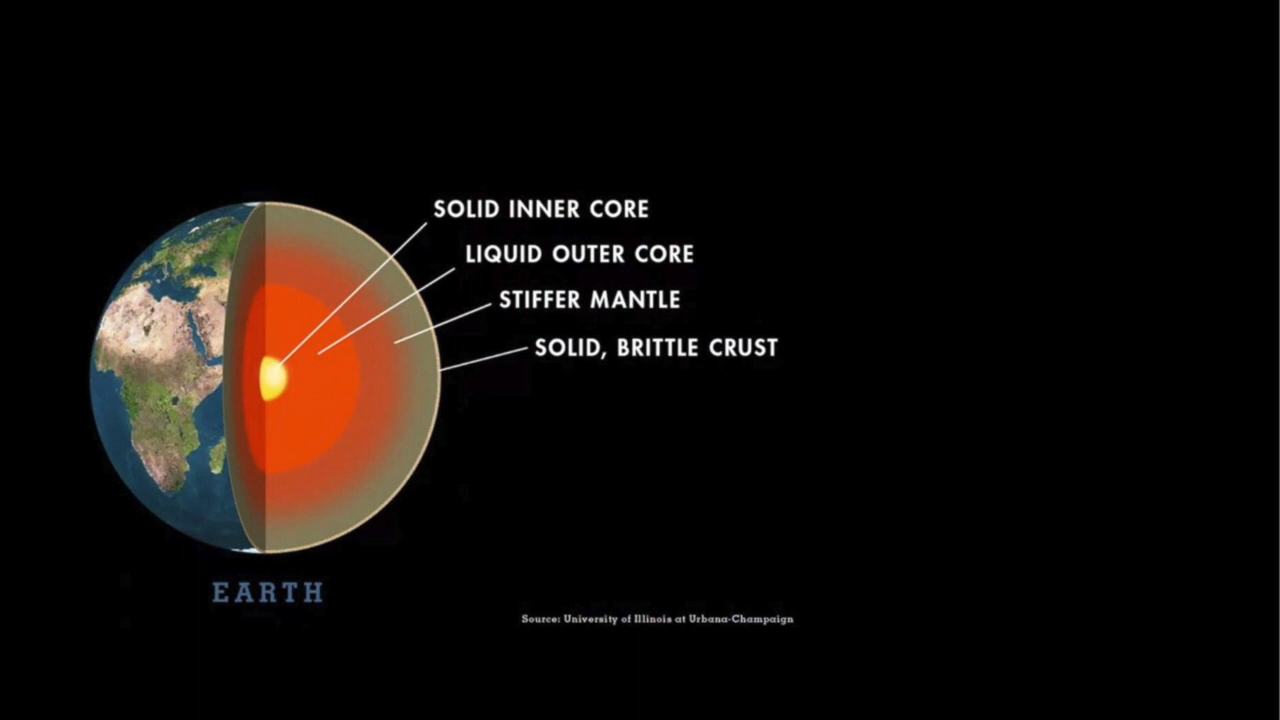 SOLID INNER CORE
LIQUID OUTER CORE
STIFFER MANTLE
SOLID, BRITTLE CRUST
EARTH
Source: University of Illinois at Urbana-Champaign